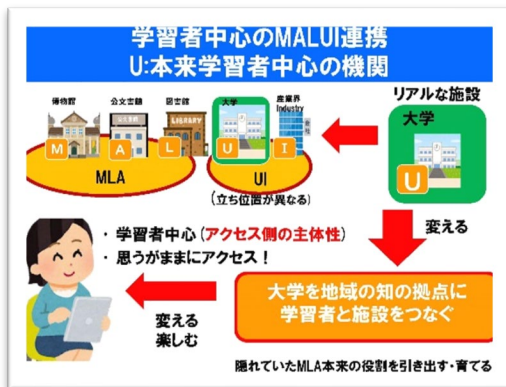 学習者中心のMALUI連携
U:本来学習者中心の機関
博物館
公文書館
図書館
大学
産業界
Industry
リアルな施設
大学
LIBRARY
M
A
L
U
I
U
MLA
UI
(立ち位置が異なる)
変える
・ 学習者中心(アクセス側の主体性)
・ 思うがままにアクセス！
大学を地域の知の拠点に
学習者と施設をつなぐ
変える
楽しむ
隠れていたMLA本来の役割を引き出す・育てる